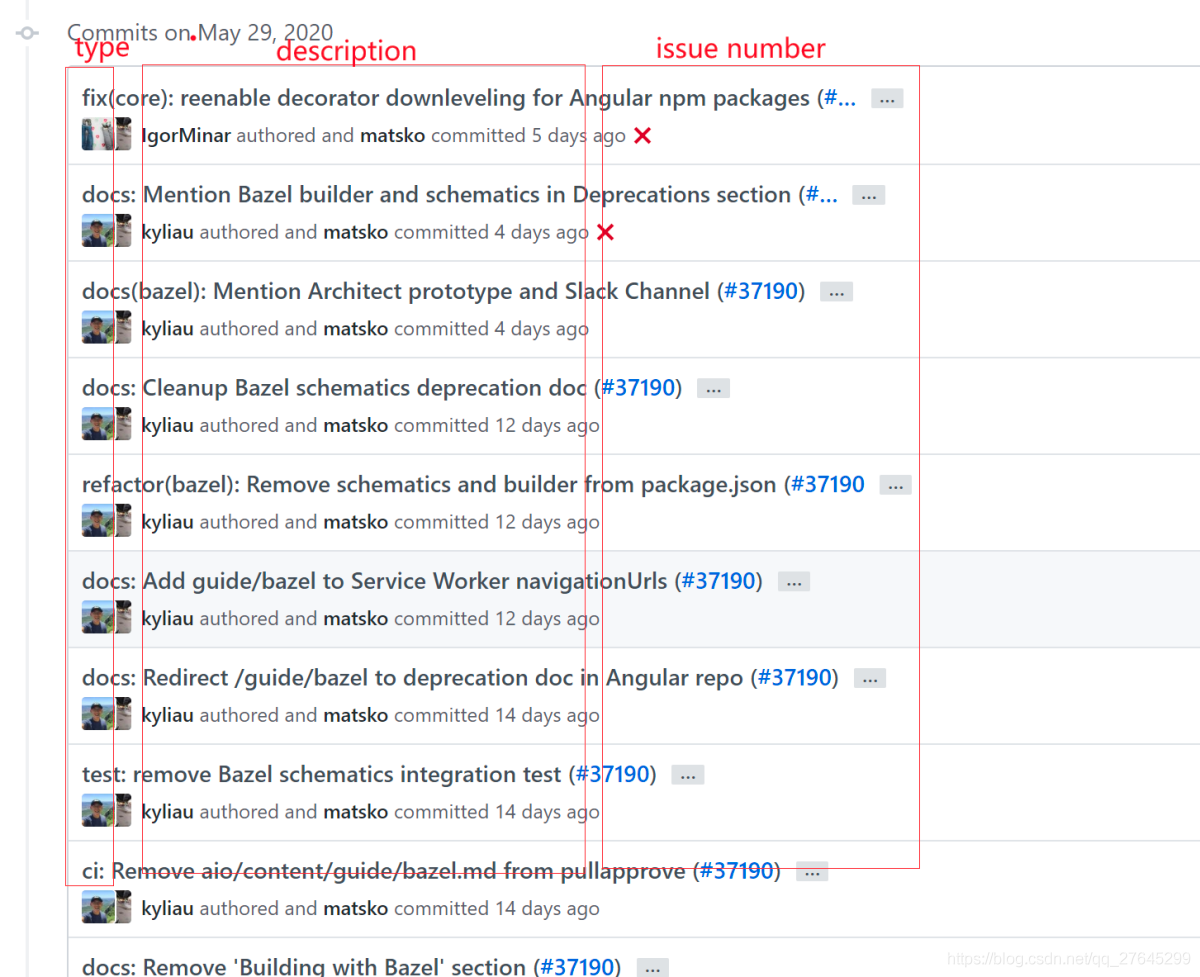 Commits on May 29, 2020
type
description
issue number
fix(core): reenable decorator downleveling for Angular npm packages (#... ...
IgorMinar authored and matsko committed 5 days ago
docs: Mention Bazel builder and schematics in Deprecations section (#... ...
kyliau authored and matsko committed 4 days ago
docs(bazel): Mention Architect prototype and Slack Channel (#37190) ...
kyliau authored and matsko committed 4 days ago
docs: Cleanup Bazel schematics deprecation doc (#37190) ...
kyliau authored and matsko committed 12 days ago
refactor(bazel): Remove schematics and builder from package.json (#37190 ...
kyliau authored and matsko committed 12 days ago
docs: Add guide/bazel to Service Worker navigationUrls (#37190) ...
kyliau authored and matsko committed 12 days ago
docs: Redirect /guide/bazel to deprecation doc in Angular repo (#37190) ...
kyliau authored and matsko committed 14 days ago
test: remove Bazel schematics integration test (#37190) ...
kyliau authored and matsko committed 14 days ago
ci: Remove aio/content/guide/bazel.md from pullapprove (#37190) ...
kyliau authored and matsko committed 14 days ago
docs: Remove 'Building with Bazel' section (#37190) ...
https://blog.csdn.net/qq_27645299